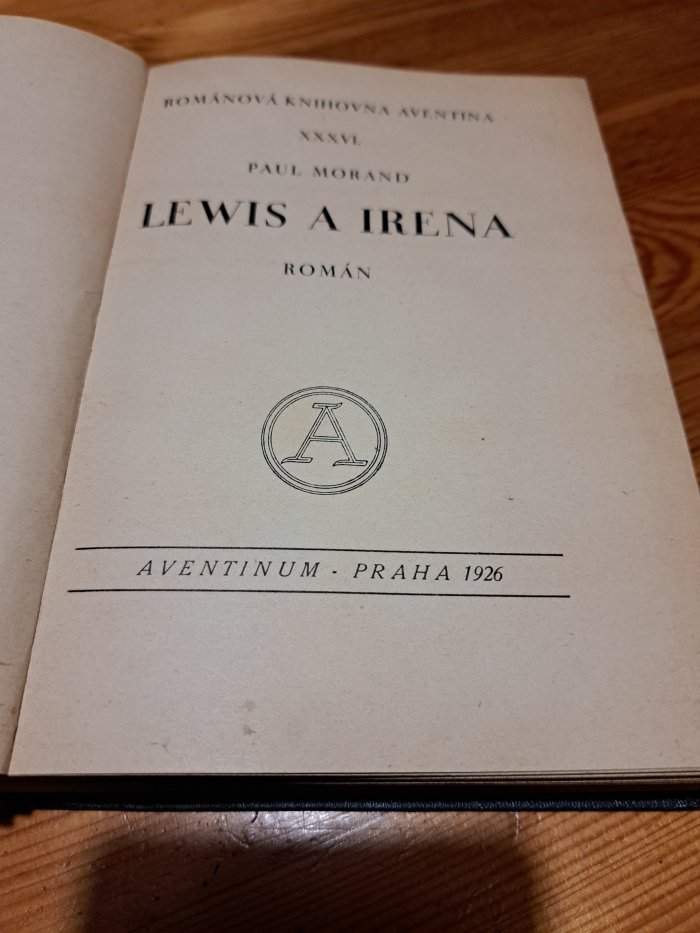 ROMÁNOVÁ KNIHOVNA AVENTINA
XXXVI.
PAUL MORAND
LEWIS A IRENA
ROMÁN
A
AVENTINUM - PRAHA 1926